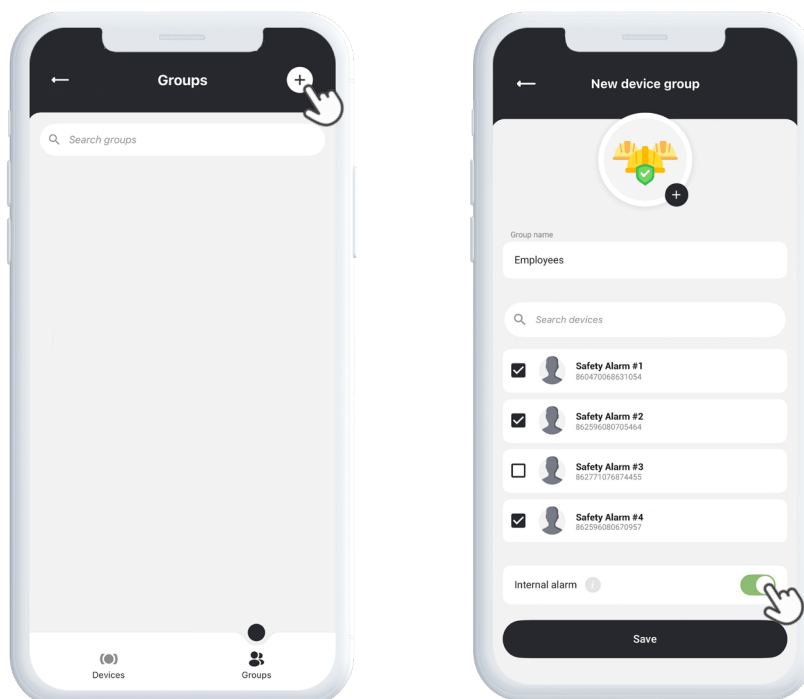 Groups
Search groups
Devices
Groups
New device group
Group name
Employees
Search devices
Safety Alarm #1
860470068631054
Safety Alarm #2
862596080705464
Safety Alarm #3
862771076874455
Safety Alarm #4
862596080670957
Internal alarm
Save